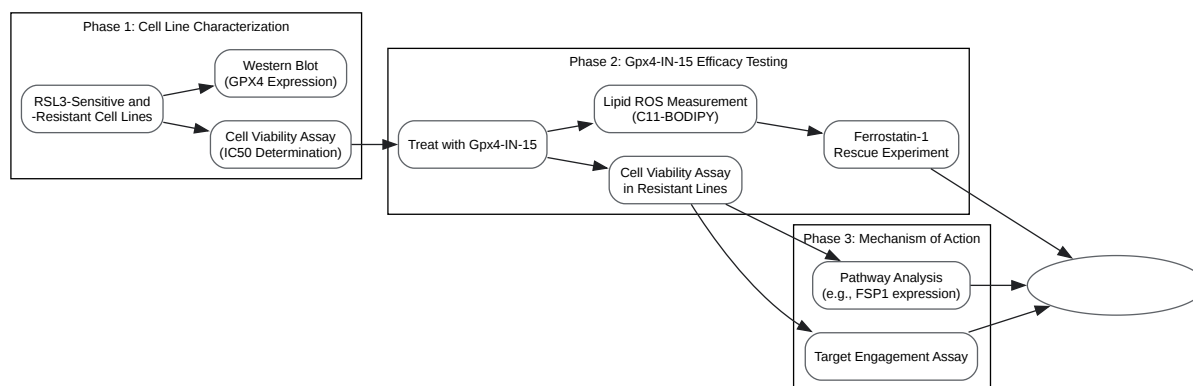 Phase 1: Cell Line Characterization
RSL3-Sensitive and
-Resistant Cell Lines
Western Blot
(GPX4 Expression)
Cell Viability Assay
(IC50 Determination)
Phase 2: Gpx4-IN-15 Efficacy Testing
Treat with Gpx4-IN-15
Lipid ROS Measurement
(C11-BODIPY)
Cell Viability Assay
in Resistant Lines
Ferrostatin-1
Rescue Experiment
Phase 3: Mechanism of Action
Pathway Analysis
(e.g., FSP1 expression)
Target Engagement Assay